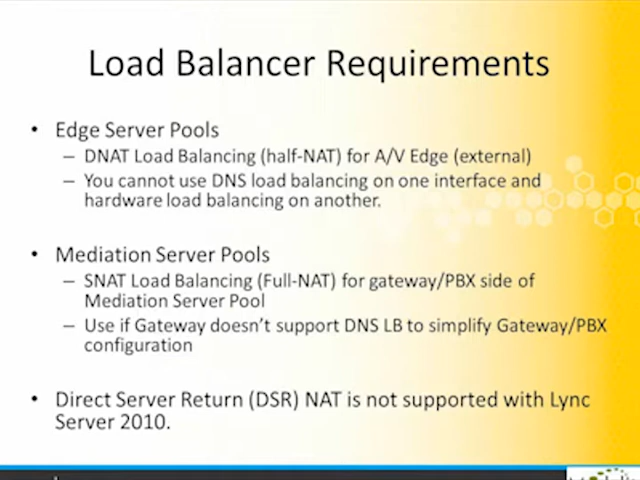 Load Balancer Requirements
• Edge Server Pools
– DNAT Load Balancing (half-NAT) for A/V Edge (external)
– You cannot use DNS load balancing on one interface and
hardware load balancing on another.
• Mediation Server Pools
– SNAT Load Balancing (Full-NAT) for gateway/PBX side of
Mediation Server Pool
– Use if Gateway doesn't support DNS LB to simplify Gateway/PBX
configuration
• Direct Server Return (DSR) NAT is not supported with Lync
Server 2010.